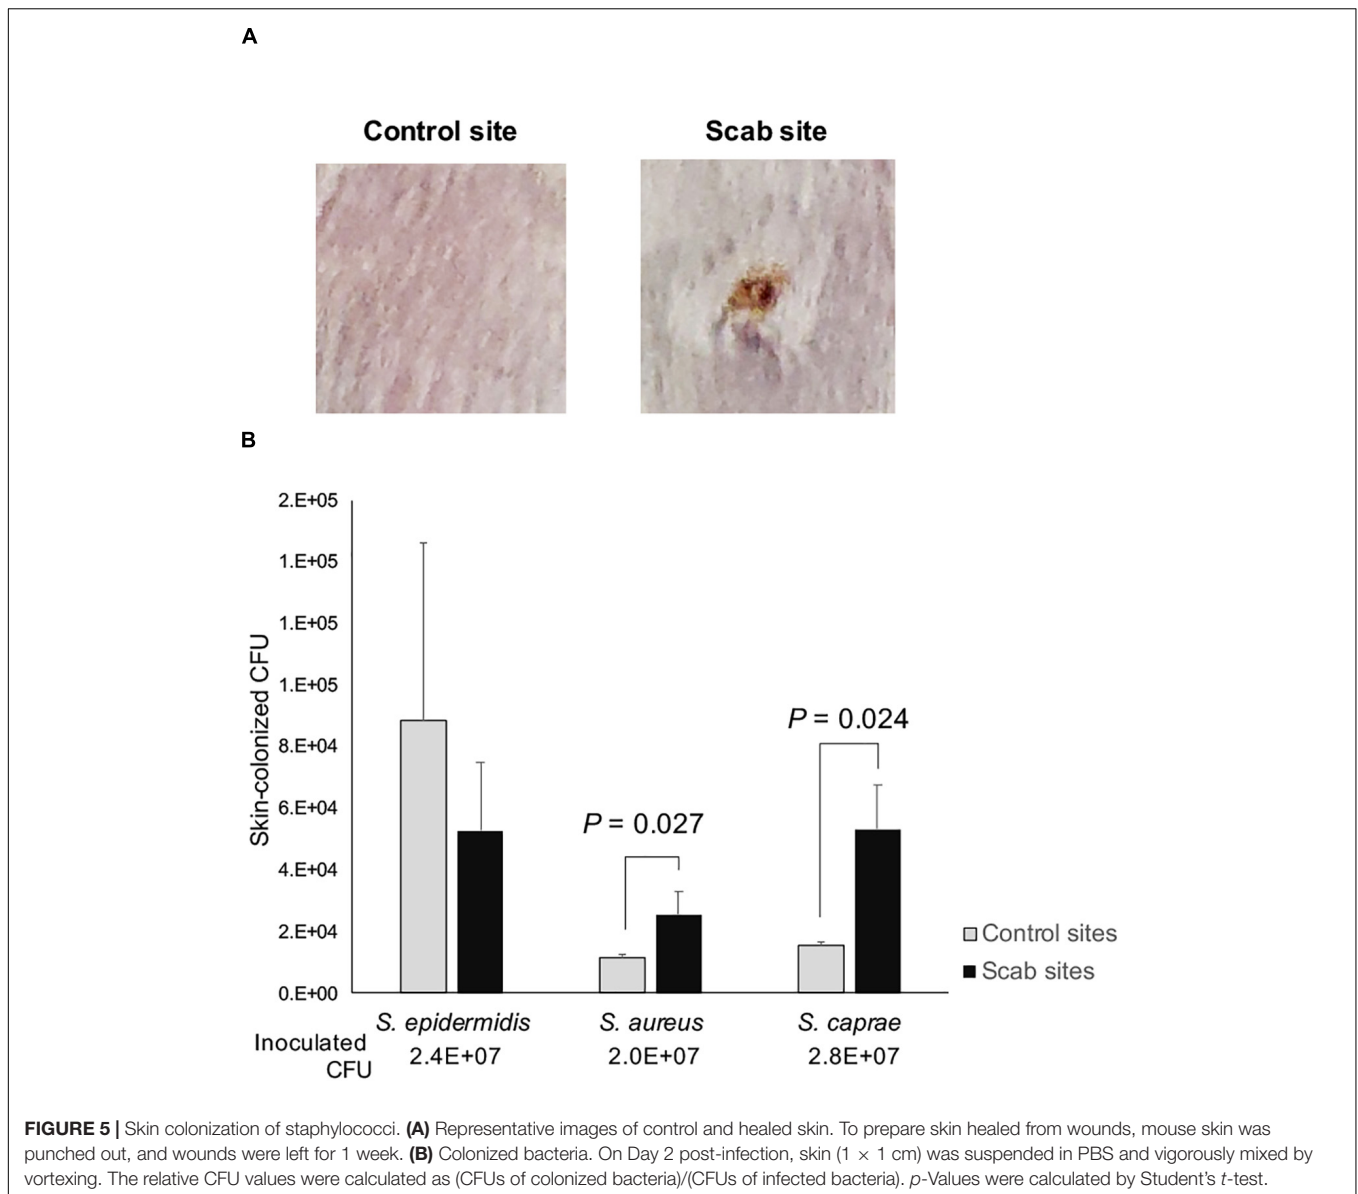 A
Control site
Scab site
B
2.E+05
1.E+05
1.E+05
1.E+05
8.E+04
6.E+04
4.E+04
2.E+04
0.E+00
Skin-colonized CFU
P = 0.027
P = 0.024
Control sites
Scab sites
S. epidermidis
S. aureus
S. caprae
Inoculated
CFU
2.4E+07
2.0E+07
2.8E+07
FIGURE 5 | Skin colonization of staphylococci. (A) Representative images of control and healed skin. To prepare skin healed from wounds, mouse skin was
punched out, and wounds were left for 1 week. (B) Colonized bacteria. On Day 2 post-infection, skin (1 × 1 cm) was suspended in PBS and vigorously mixed by
vortexing. The relative CFU values were calculated as (CFUs of colonized bacteria)/(CFUs of infected bacteria). p-Values were calculated by Student's t-test.